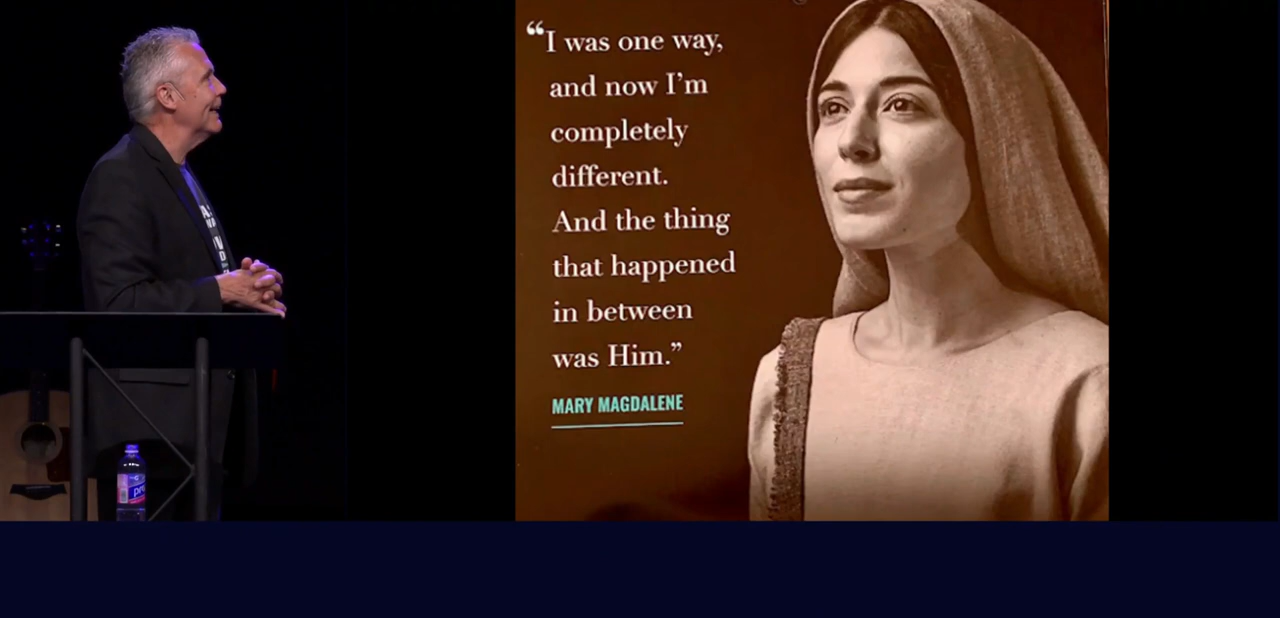 “I was one way,
and now I’m
completely
different.
And the thing
that happened
in between
was Him.”
MARY MAGDALENE